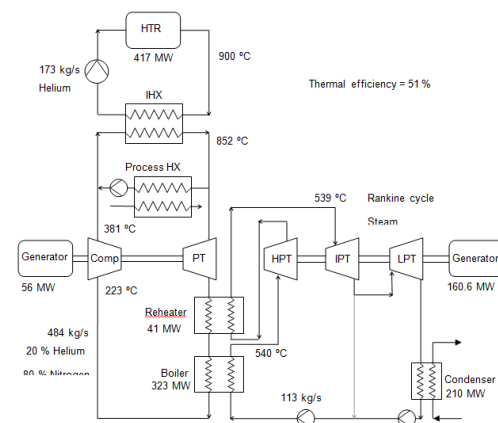 HTR
417 MW
900 ºC
173 kg/s
Helium
Thermal efficiency = 51 %
IHX
852 ºC
Process HX
381 ºC
539 ºC
Rankine cycle
Steam
Generator
Comp
PT
HPT
IPT
LPT
Generator
56 MW
223 ºC
160.6 MW
Reheater
41 MW
484 kg/s
20 % Helium
80 % Nitrogen
540 ºC
Boiler
323 MW
113 kg/s
Condenser
210 MW